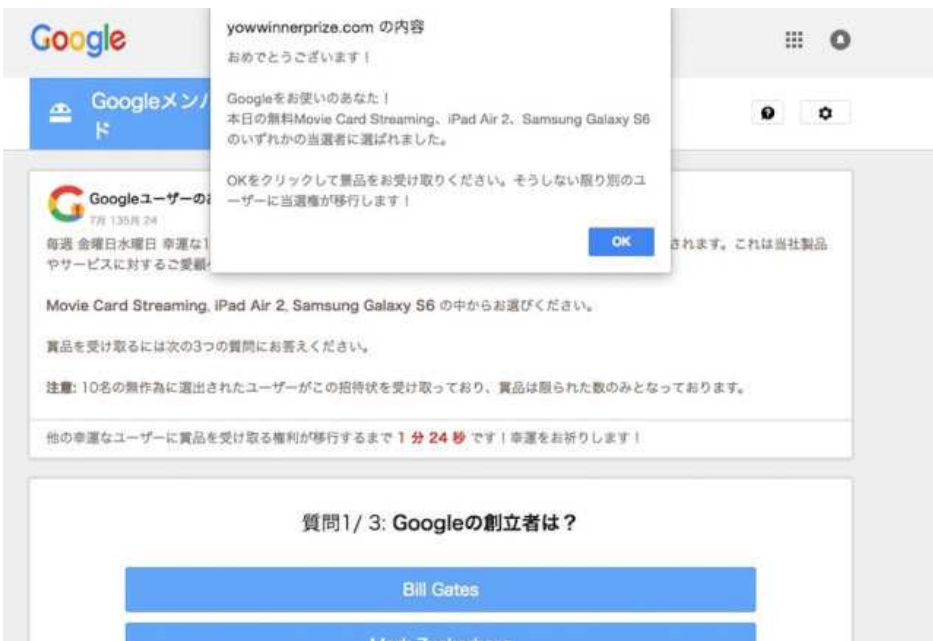 Google
yowwinnerprize.com の内容
おめでとうございます！
Googleをお使いのあなた！
本日の無料Movie Card Streaming、iPad Air 2、Samsung Galaxy S6
のいずれかの当選者に選ばれました。
OKをクリックして景品をお受け取りください。そうしない限り別のユ
ーザーに当選権が移行します！
OK
Googleメンバ
ド
Googleユーザーのあ
7月 135月 24
毎週 金曜日水曜日 幸運な1
されます。これは当社製品
やサービスに対するご愛顧
Movie Card Streaming, iPad Air 2, Samsung Galaxy S6 の中からお選びください。
賞品を受け取るには次の3つの質問にお答えください。
注意: 10名の無作為に選出されたユーザーがこの招待状を受け取っており、賞品は限られた数のみとなっております。
他の幸運なユーザーに賞品を受け取る権利が移行するまで 1 分 24 秒 です！幸運をお祈りします！
質問1/ 3: Googleの創立者は？
Bill Gates